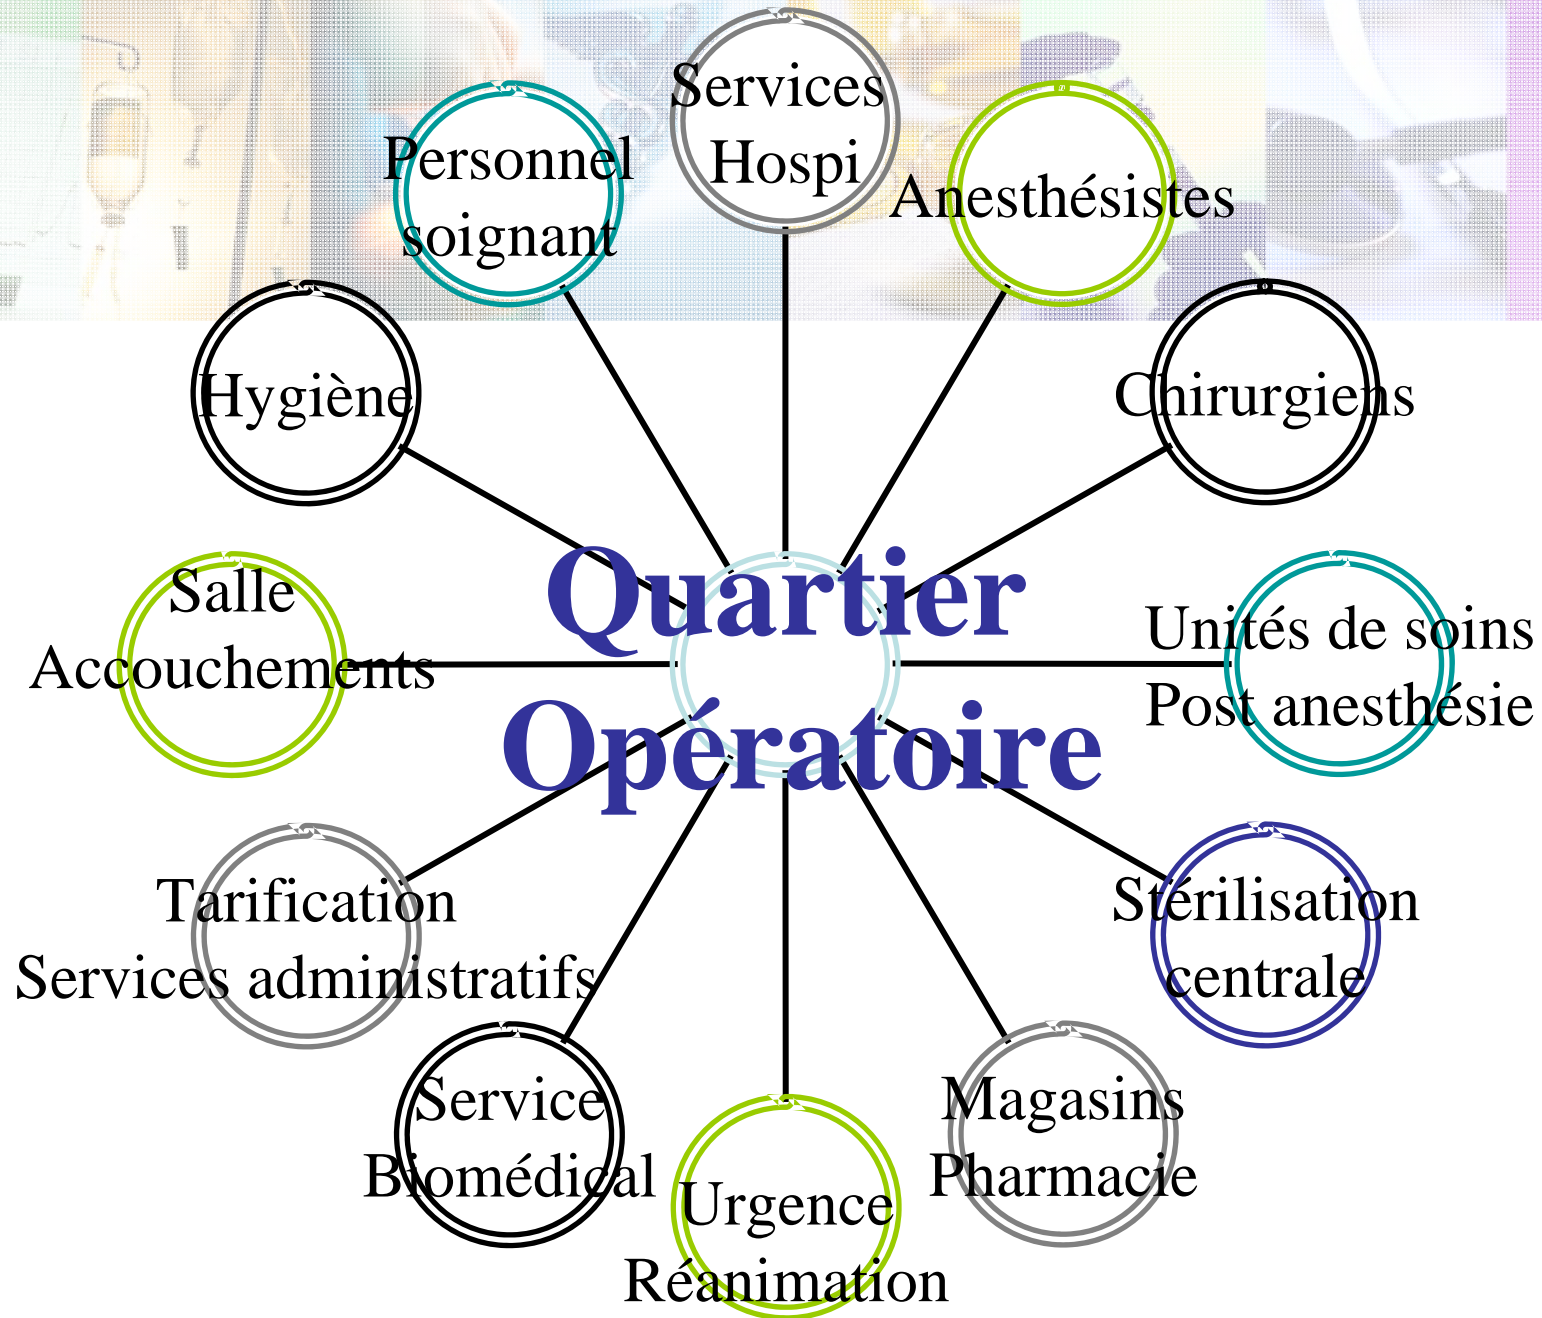 Services
Hospi
Personnel
soignant
Anesthésistes
Hygiène
Chirurgiens
Quartier
Opératoire
Salle
Accouchements
Unités de soins
Post anesthésie
Tarification
Services administratifs
Stérilisation
centrale
Service
Biomédical
Magasins
Pharmacie
Urgence
Réanimation